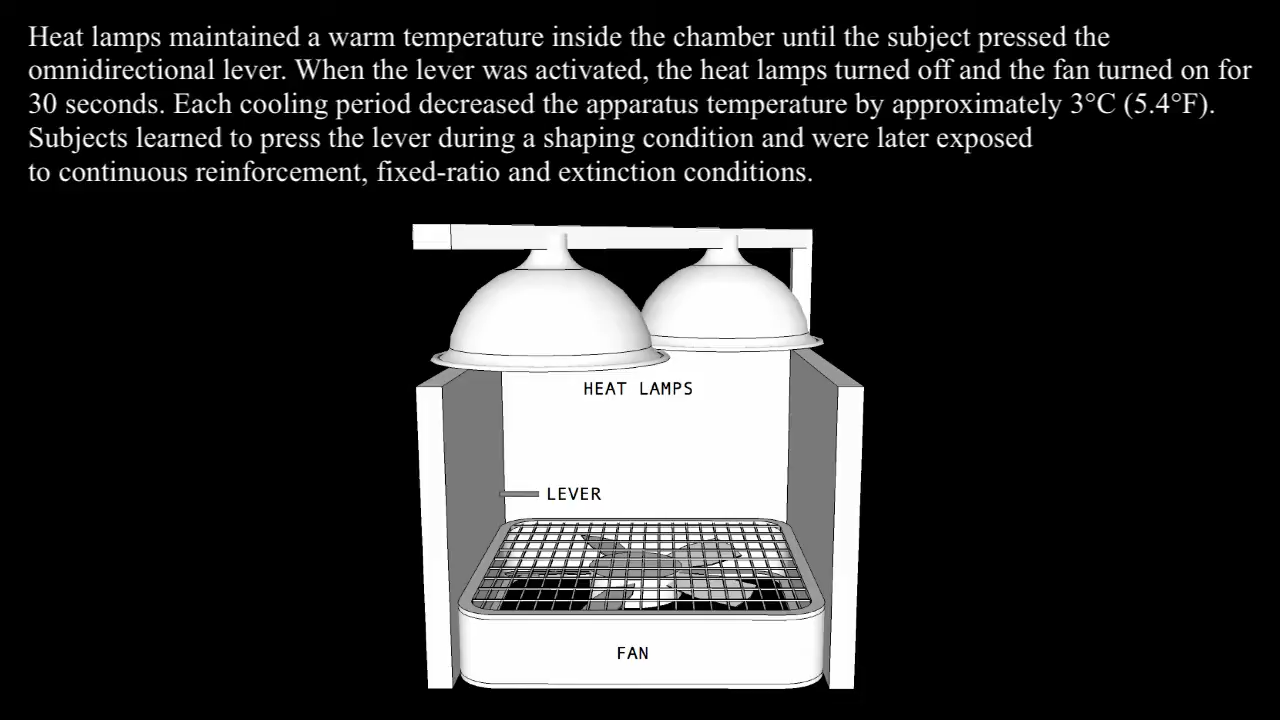 Heat lamps maintained a warm temperature inside the chamber until the subject pressed the
omnidirectional lever. When the lever was activated, the heat lamps turned off and the fan turned on for
30 seconds. Each cooling period decreased the apparatus temperature by approximately 3°C (5.4°F).
Subjects learned to press the lever during a shaping condition and were later exposed
to continuous reinforcement, fixed-ratio and extinction conditions.
HEAT LAMPS
LEVER
FAN